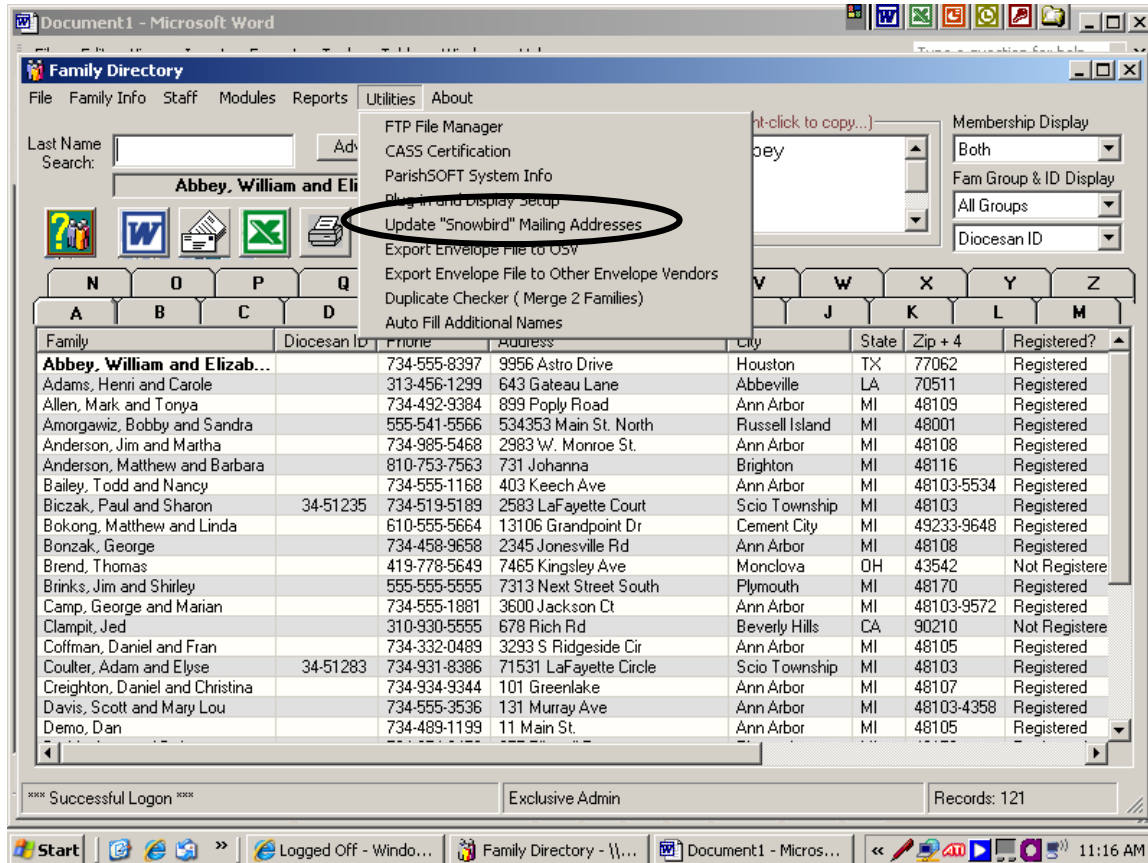 Document1 - Microsoft Word
Family Directory
File Family Info Staff Modules Reports Utilities About
FTP File Manager
CASS Certification
ParishSOFT System Info
Plug-in and Display Setup
Update "Snowbird" Mailing Addresses
Export Envelope File to OSV
Export Envelope File to Other Envelope Vendors
Duplicate Checker ( Merge 2 Families)
Auto Fill Additional Names
nt-click to copy...)
bey
Membership Display
Both
Fam Group & ID Display
All Groups
Diocesan ID
Last Name
Search:
Adv
Abbey, William and Eli
N O P Q V W X Y Z
A B C D J K L M
Family Diocesan ID Phone Address City State Zip + 4 Registered?
Abbey, William and Elizab... 734-555-8397 9956 Astro Drive Houston TX 77062 Registered
Adams, Henri and Carole 313-456-1299 643 Gateau Lane Abbeville LA 70511 Registered
Allen, Mark and Tonya 734-492-9384 899 Poply Road Ann Arbor MI 48109 Registered
Amorgawiz, Bobby and Sandra 555-541-5566 534353 Main St. North Russell Island MI 48001 Registered
Anderson, Jim and Martha 734-985-5468 2983 W. Monroe St. Ann Arbor MI 48108 Registered
Anderson, Matthew and Barbara 810-753-7563 731 Johanna Brighton MI 48116 Registered
Bailey, Todd and Nancy 734-555-1168 403 Keech Ave Ann Arbor MI 48103-5534 Registered
Biczak, Paul and Sharon 34-51235 734-519-5189 2583 LaFayette Court Scio Township MI 48103 Registered
Bokong, Matthew and Linda 610-555-5664 13106 Grandpoint Dr Cement City MI 49233-9648 Registered
Bonzak, George 734-458-9658 2345 Jonesville Rd Ann Arbor MI 48108 Registered
Brend, Thomas 419-778-5649 7465 Kingsley Ave Monclova OH 43542 Not Registere
Brinks, Jim and Shirley 555-555-5555 7313 Next Street South Plymouth MI 48170 Registered
Camp, George and Marian 734-555-1881 3600 Jackson Ct Ann Arbor MI 48103-9572 Registered
Clampit, Jed 310-930-5555 678 Rich Rd Beverly Hills CA 90210 Not Registere
Coffman, Daniel and Fran 734-332-0489 3293 S Ridgeside Cir Ann Arbor MI 48105 Registered
Coulter, Adam and Elyse 34-51283 734-931-8386 71531 LaFayette Circle Scio Township MI 48103 Registered
Creighton, Daniel and Christina 734-934-9344 101 Greenlake Ann Arbor MI 48107 Registered
Davis, Scott and Mary Lou 734-555-3536 131 Murray Ave Ann Arbor MI 48103-4358 Registered
Demo, Dan 734-489-1199 11 Main St. Ann Arbor MI 48105 Registered
*** Successful Logon *** Exclusive Admin Records: 121
Start Logged Off - Windo... Family Directory - \\... Document1 - Micros... 11:16 AM